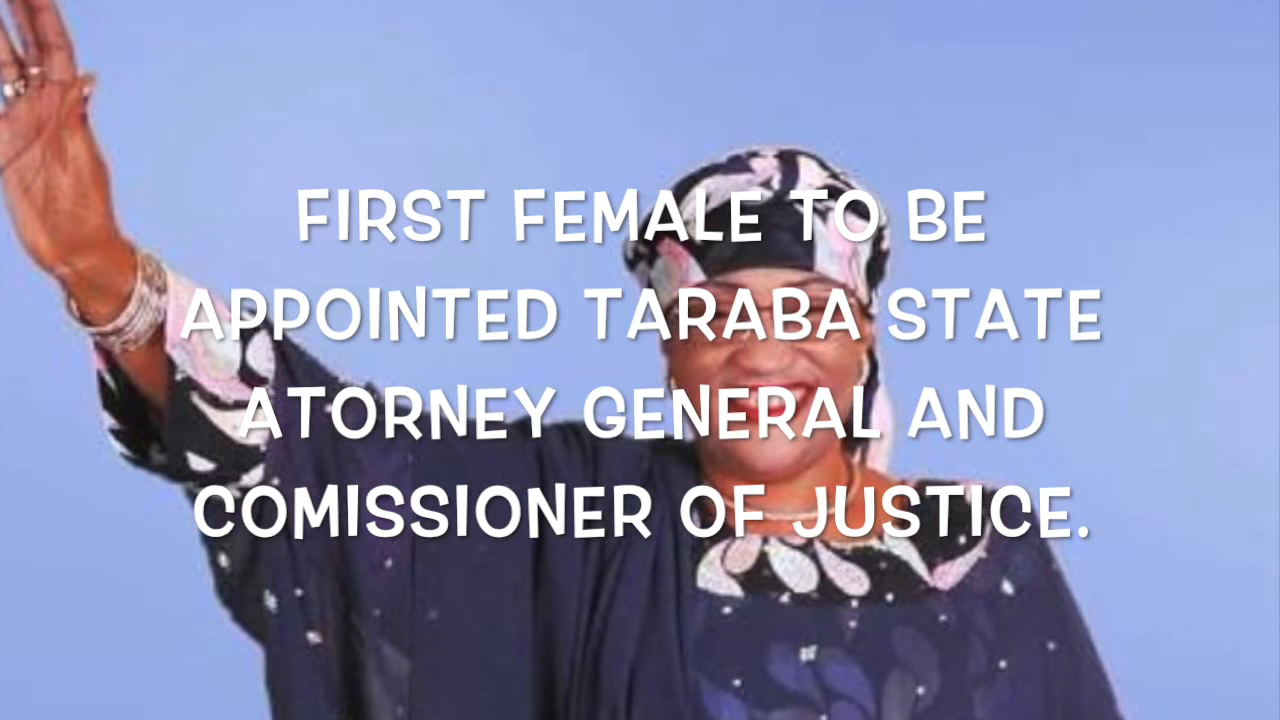 FIRST FEMALE TO BE
APPOINTED TARABA STATE
ATORNEY GENERAL AND
COMISSIONER OF JUSTICE.